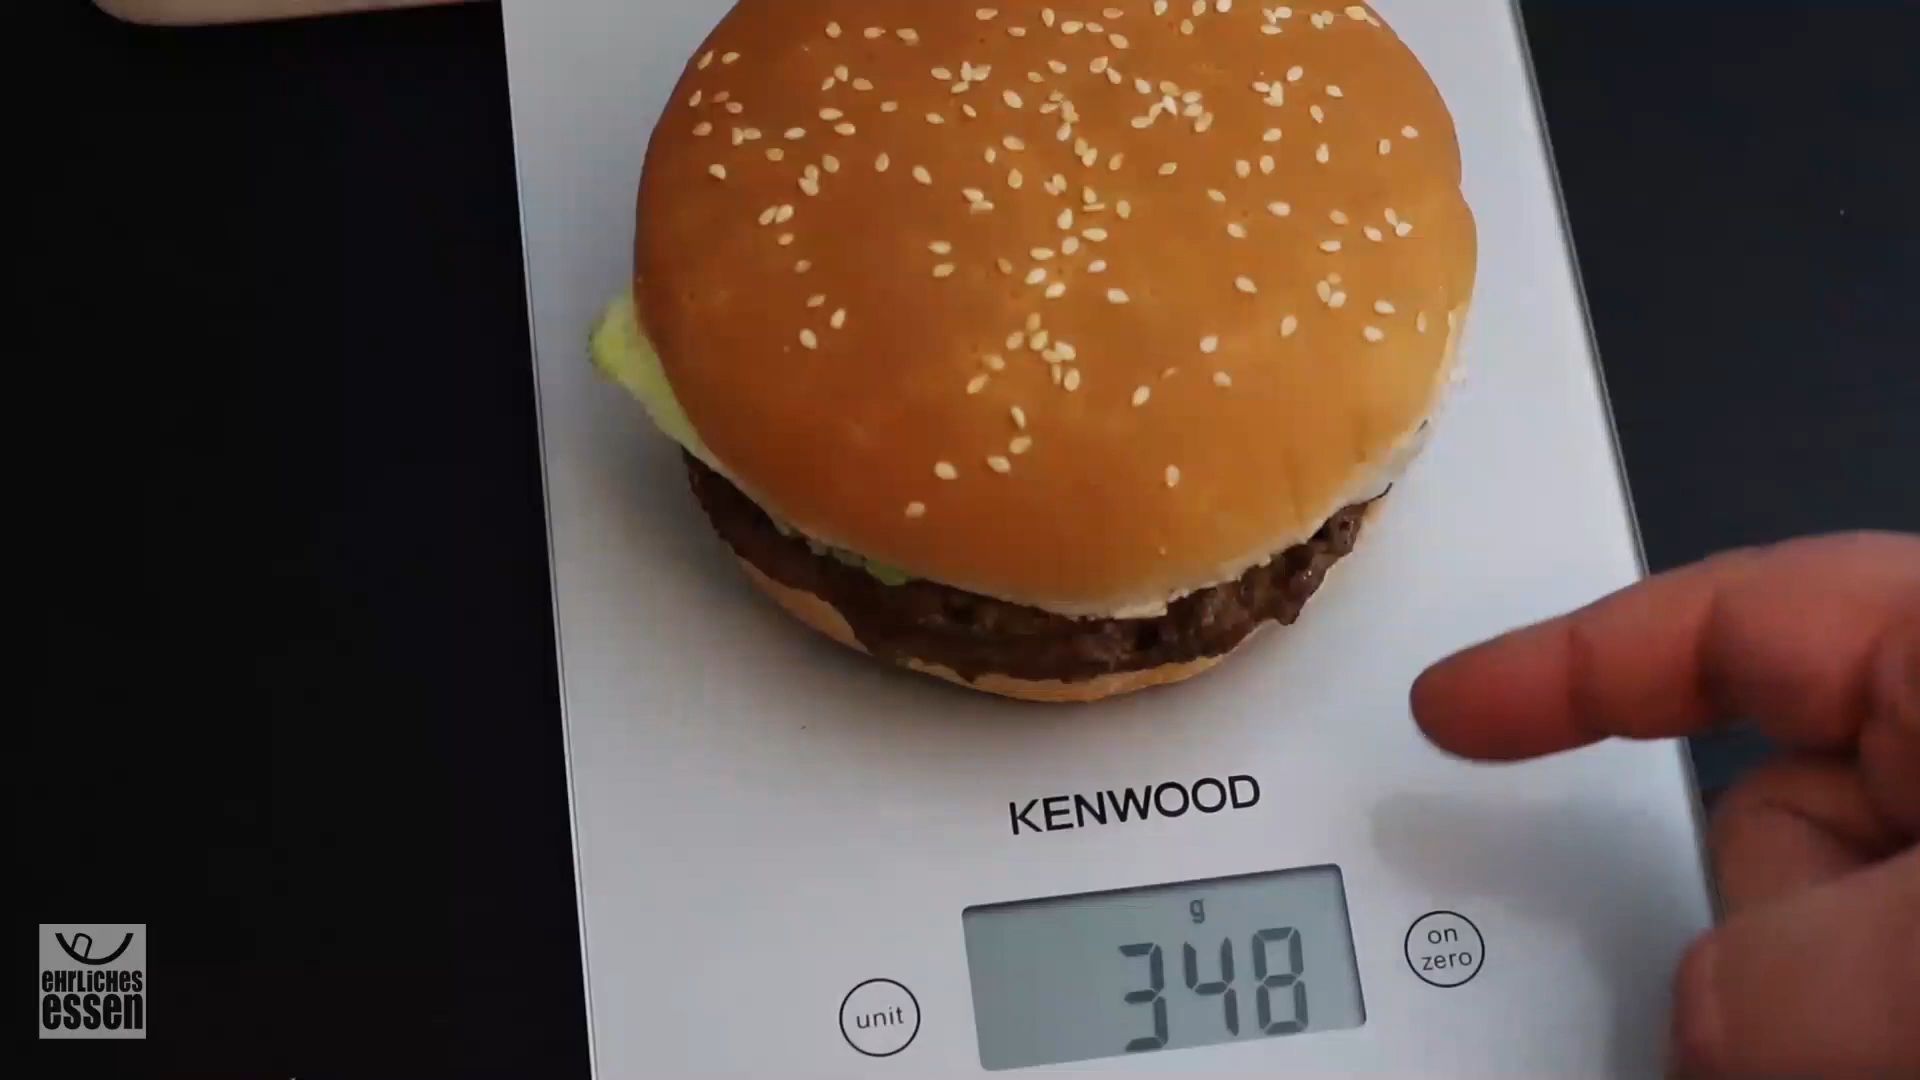 KENWOOD
g
348
unit
on
zero
EHRLiCHES
essen